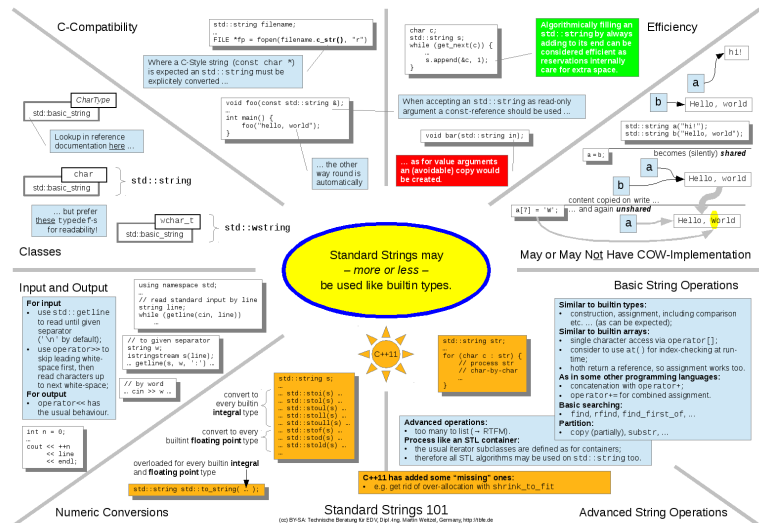 C-Compatibility
std::string filename;
…
FILE *fp = fopen(filename.c_str(), "r")
Where a C-Style string (const char *)
is expected an std::string must be
explicitely converted ...
void foo(const std::string &);
…
int main() {
foo("hello, world");
}
… the other
way round is
automatically
CharType
std::basic_string
Lookup in reference
documentation here ...
char
std::basic_string
std::string
… but prefer
these typedef-s
for readability!
wchar_t
std::basic_string
std::wstring
Classes
char c;
std::string s;
while (get_next(c)) {
…
s.append(&c, 1);
}
Algorithmically filling an
std::string by always
adding to its end can be
considered efficient as
reservations internally
care for extra space.
When accepting an std::string as read-only
argument a const-reference should be used ...
void bar(std::string in);
… as for value arguments
an (avoidable) copy would
be created.
Efficiency
hi!
a
b
Hello, world
std::string a("hi!");
std::string b("Hello, world");
a = b;
becomes (silently) shared
a
b
Hello, world
content copied on write ...
… and again unshared
a[7] = 'W';
a
Hello, World
May or May Not Have COW-Implementation
Standard Strings may
– more or less –
be used like builtin types.
Input and Output
For input
• use std::getline
to read until given
separator
('\n' by default);
• use operator>> to
skip leading white-
space first, then
read characters up
to next white-space;
For output
• operator<< has
the usual behaviour.
using namespace std;
…
// read standard input by line
string line;
while (getline(cin, line))
…
// to given separator
string w;
istringstream s(line);
… getline(s, w, ':') …
// by word
… cin >> w …
int n = 0;
…
cout << ++n
<< line
<< endl;
C++11
std::string s;
…
… std::stoi(s) …
… std::stol(s) …
… std::stoul(s) …
… std::stoll(s) …
… std::stoull(s) …
… std::stof(s) …
… std::stod(s) …
… std::stold(s) …
convert to
every builtin
integral type
convert to every
builtint floating point type
overloaded for every builtin integral
and floating point type
std::string std::to_string( … );
Numeric Conversions
std::string str;
…
for (char c : str) {
// process str
// char-by-char
…
}
Basic String Operations
Similar to builtin types:
• construction, assignment, including comparison
etc. … (as can be expected);
Similar to builtin arrays:
• single character access via operator[];
• consider to use at() for index-checking at run-
time;
• hoth return a reference, so assignment works too.
As in some other programming languages:
• concatenation with operator+;
• operator+= for combined assignment.
Basic searching:
• find, rfind, find_first_of, …
Partition:
• copy (partially), substr, …
Advanced operations:
• too many to list (→ RTFM).
Process like an STL container:
• the usual iterator subclasses are defined as for containers;
• therefore all STL algorithms may be used on std::string too.
C++11 has added some "missing" ones:
• e.g. get rid of over-allocation with shrink_to_fit
Advanced String Operations
Standard Strings 101
(cc) BY-SA: Technische Beratung für EDV, Dipl.-Ing. Martin Weitzel, Germany, http://tbfe.de